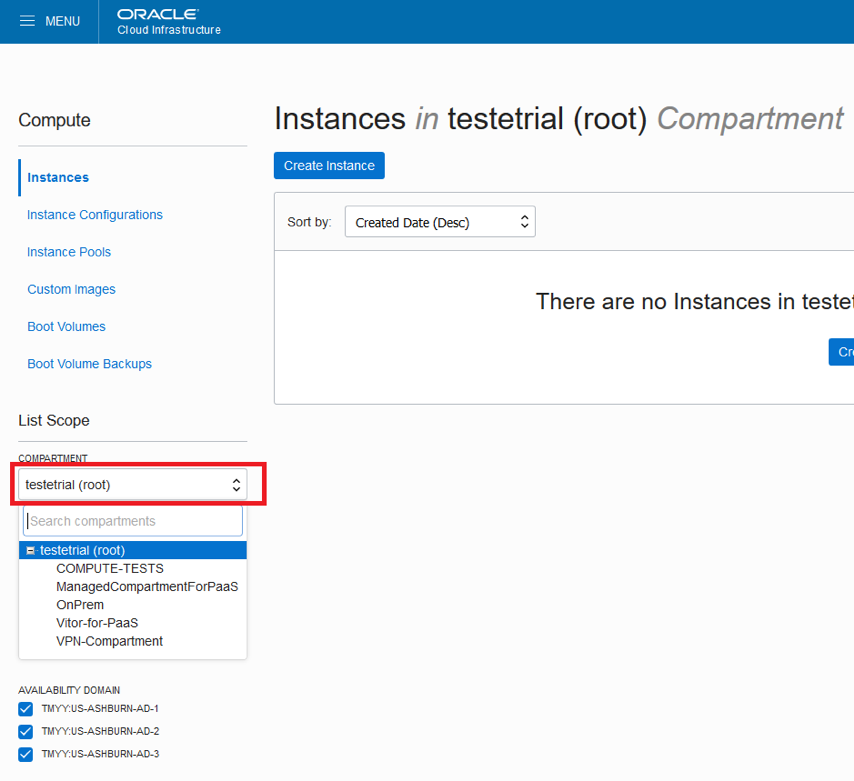 MENU
ORACLE
Cloud Infrastructure
Compute
Instances
Instance Configurations
Instance Pools
Custom Images
Boot Volumes
Boot Volume Backups
List Scope
COMPARTMENT
testetrial (root)
Search compartments
testetrial (root)
COMPUTE-TESTS
ManagedCompartmentForPaaS
OnPrem
Vitor-for-PaaS
VPN-Compartment
AVAILABILITY DOMAIN
TMYY:US-ASHBURN-AD-1
TMYY:US-ASHBURN-AD-2
TMYY:US-ASHBURN-AD-3
Instances in testetrial (root) Compartment
Create Instance
Sort by: Created Date (Desc)
There are no Instances in testet
Cr